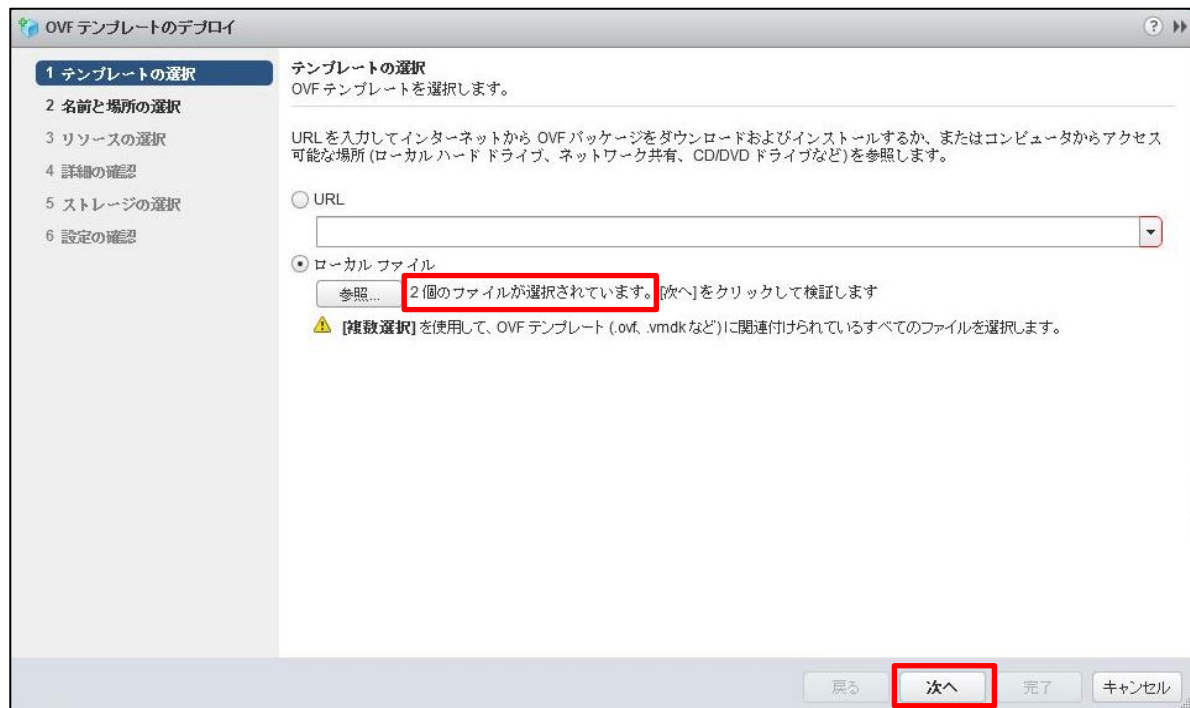 OVF テンプレートのデプロイ
1 テンプレートの選択
2 名前と場所の選択
3 リソースの選択
4 詳細の確認
5 ストレージの選択
6 設定の確認
テンプレートの選択
OVF テンプレートを選択します。
URL を入力してインターネットから OVF パッケージをダウンロードおよびインストールするか、またはコンピュータからアクセス
可能な場所 (ローカル ハード ドライブ、ネットワーク共有、CD/DVD ドライブなど) を参照します。
URL
ローカル ファイル
参照... 2 個のファイルが選択されています。[次へ] をクリックして検証します
[複数選択] を使用して、OVF テンプレート (.ovf、.vmdk など) に関連付けられているすべてのファイルを選択します。
戻る 次へ 完了 キャンセル